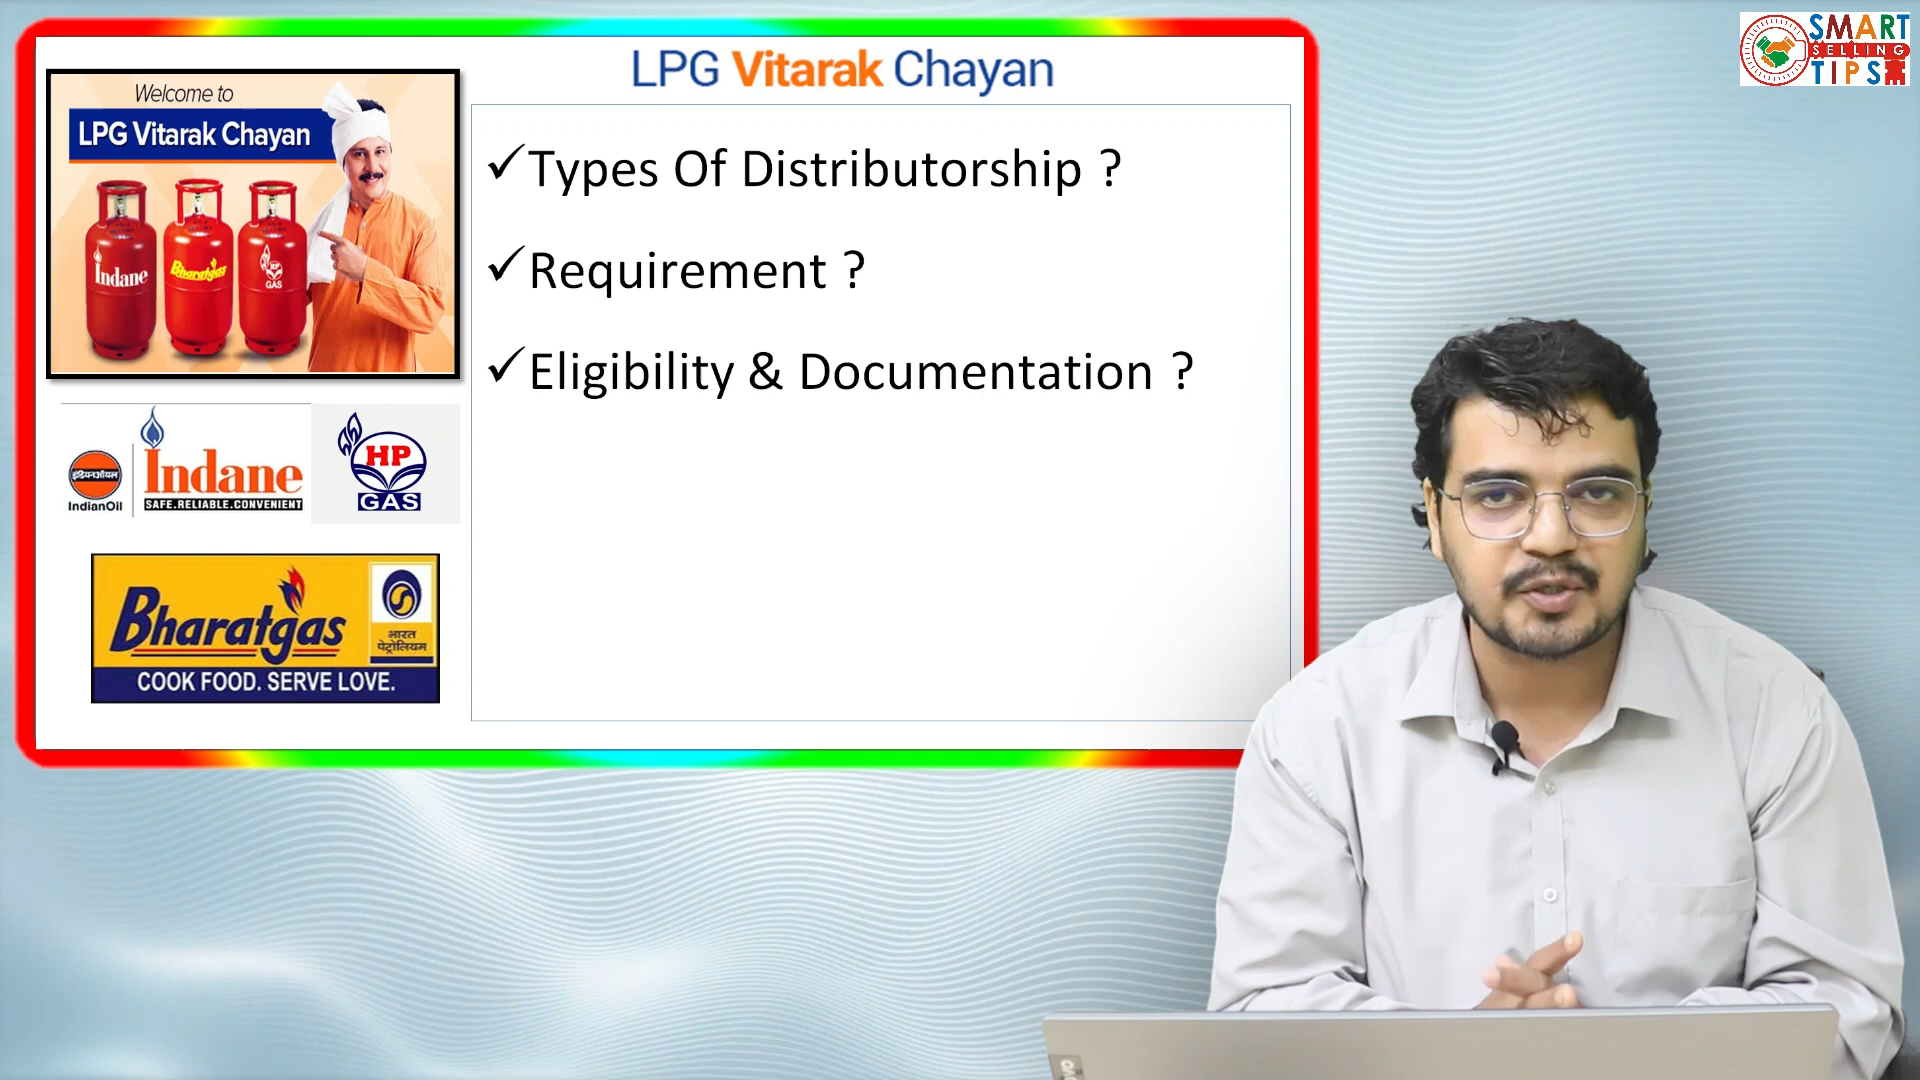 LPG Vitarak Chayan
Welcome to
LPG Vitarak Chayan
Indane
Bharatgas
HP
GAS
✓Types Of Distributorship ?
✓Requirement ?
✓Eligibility & Documentation ?
इंडियनऑयल
IndianOil
Indane
SAFE.RELIABLE.CONVENIENT
HP
GAS
Bharatgas
भारत
पेट्रोलियम
COOK FOOD. SERVE LOVE.
SMART
SELLING
TIPS